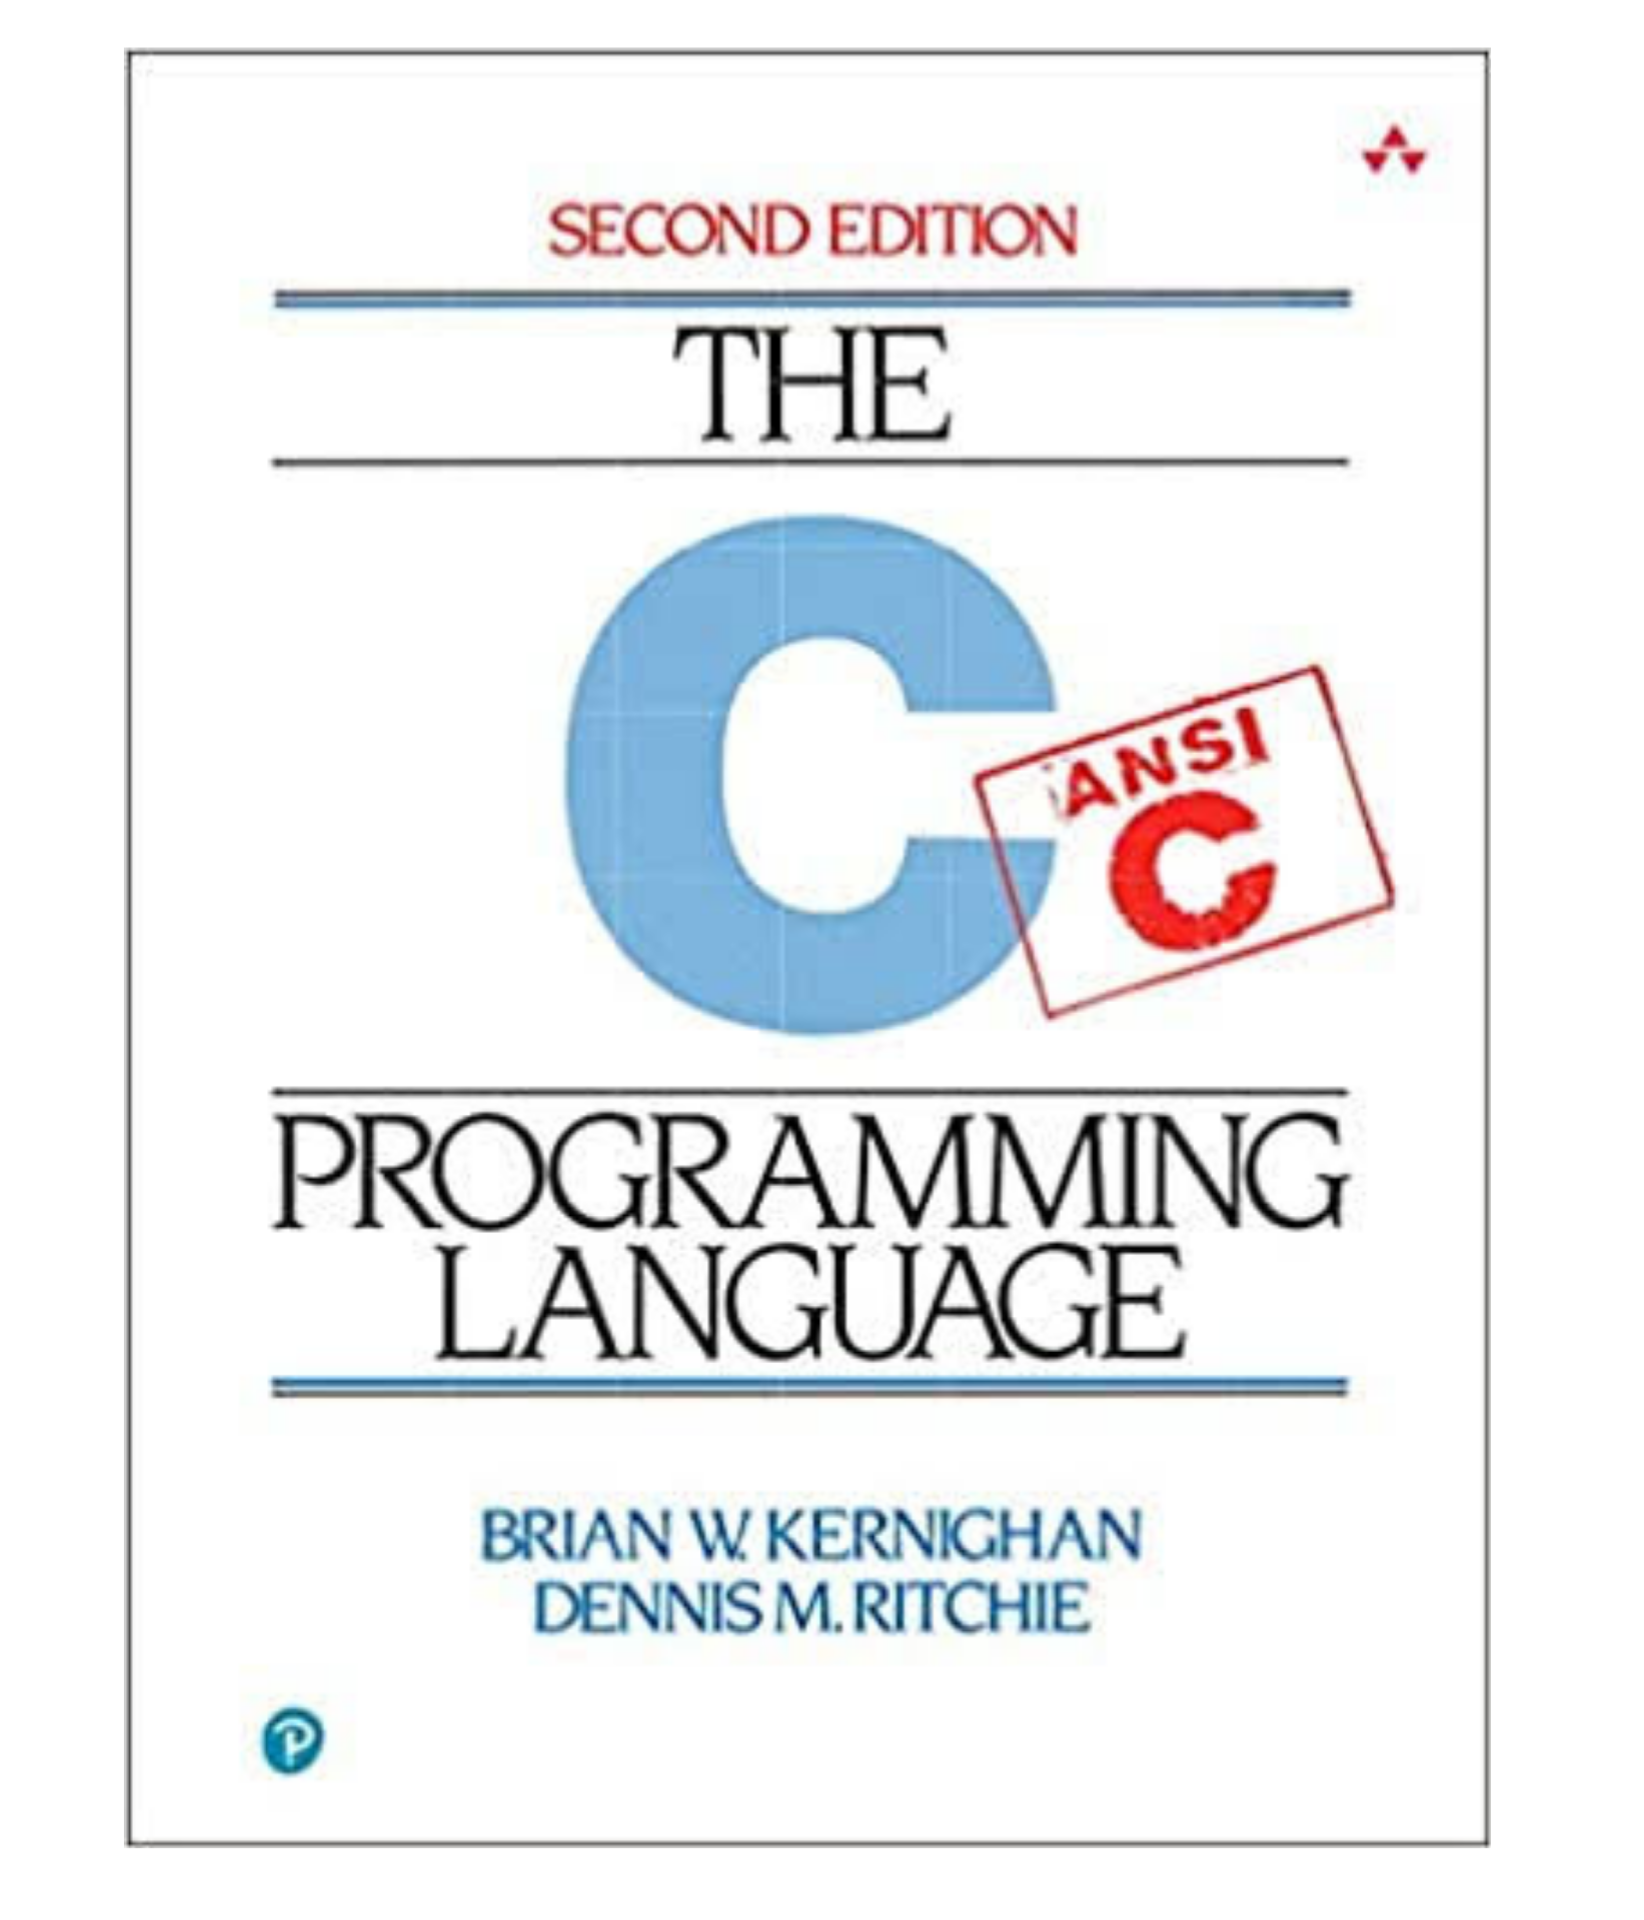 SECOND EDITION
THE
C
ANSI
C
PROGRAMMING
LANGUAGE
BRIAN W. KERNIGHAN
DENNIS M. RITCHIE
P